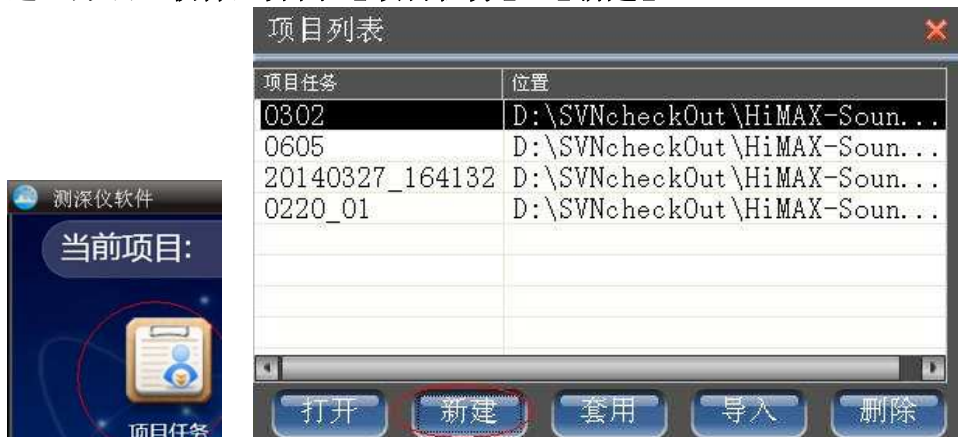 项目列表
项目任务 位置
0302 D:\SVNcheckOut\HiMAX-Soun...
0605 D:\SVNcheckOut\HiMAX-Soun...
20140327_164132 D:\SVNcheckOut\HiMAX-Soun...
0220_01 D:\SVNcheckOut\HiMAX-Soun...
打开 新建 套用 导入 删除
测深仪软件
当前项目:
项目任务